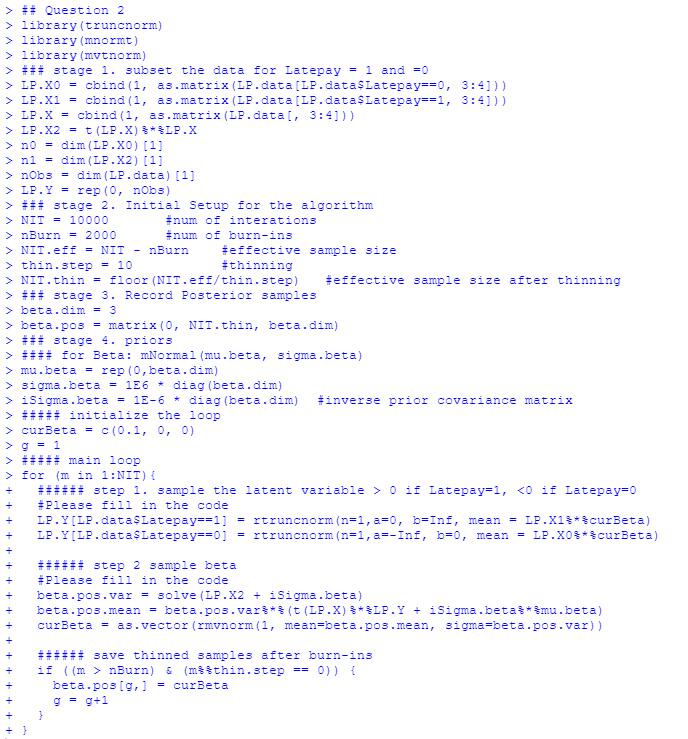 > ## Question 2
> library(truncnorm)
> library(mnormt)
> library(mvtnorm)
> ### stage 1. subset the data for Latepay = 1 and =0
> LP.X0 = cbind(1, as.matrix(LP.data[LP.data$Latepay==0, 3:4]))
> LP.X1 = cbind(1, as.matrix(LP.data[LP.data$Latepay==1, 3:4]))
> LP.X = cbind(1, as.matrix(LP.data[, 3:4]))
> LP.X2 = t(LP.X)%*%LP.X
> n0 = dim(LP.X0)[1]
> n1 = dim(LP.X2)[1]
> nObs = dim(LP.data)[1]
> LP.Y = rep(0, nObs)
> ### stage 2. Initial Setup for the algorithm
> NIT = 10000       #num of interations
> nBurn = 2000      #num of burn-ins
> NIT.eff = NIT - nBurn    #effective sample size
> thin.step = 10           #thinning
> NIT.thin = floor(NIT.eff/thin.step)   #effective sample size after thinning
> ### stage 3. Record Posterior samples
> beta.dim = 3
> beta.pos = matrix(0, NIT.thin, beta.dim)
> ### stage 4. priors
> #### for Beta: mNormal(mu.beta, sigma.beta)
> mu.beta = rep(0,beta.dim)
> sigma.beta = 1E6 * diag(beta.dim)
> iSigma.beta = 1E-6 * diag(beta.dim)  #inverse prior covariance matrix
> ##### initialize the loop
> curBeta = c(0.1, 0, 0)
> g = 1
> ##### main loop
> for (m in 1:NIT){
+   ###### step 1. sample the latent variable > 0 if Latepay=1, <0 if Latepay=0
+   #Please fill in the code
+   LP.Y[LP.data$Latepay==1] = rtruncnorm(n=1,a=0, b=Inf, mean = LP.X1%*%curBeta)
+   LP.Y[LP.data$Latepay==0] = rtruncnorm(n=1,a=-Inf, b=0, mean = LP.X0%*%curBeta)
+
+   ###### step 2 sample beta
+   #Please fill in the code
+   beta.pos.var = solve(LP.X2 + iSigma.beta)
+   beta.pos.mean = beta.pos.var%*%(t(LP.X)%*%LP.Y + iSigma.beta%*%mu.beta)
+   curBeta = as.vector(rmvnorm(1, mean=beta.pos.mean, sigma=beta.pos.var))
+
+   ###### save thinned samples after burn-ins
+   if ((m > nBurn) & (m%%thin.step == 0)) {
+     beta.pos[g,] = curBeta
+     g = g+1
+   }
+ }